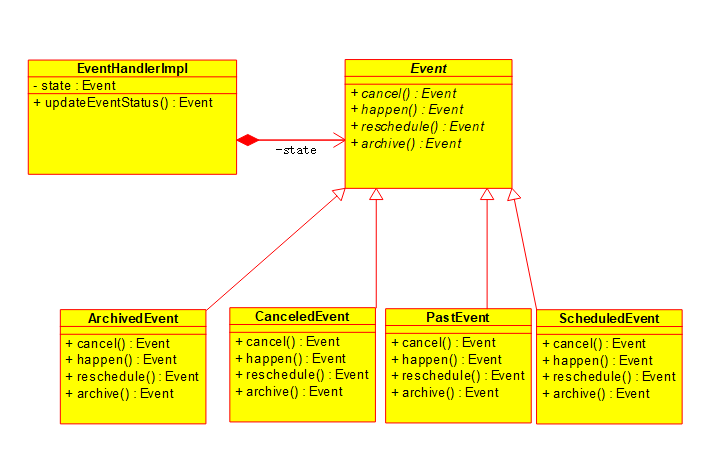 EventHandlerImpl
- state : Event
+ updateEventStatus() : Event
Event
+ cancel() : Event
+ happen() : Event
+ reschedule() : Event
+ archive() : Event
-state
ArchivedEvent
+ cancel() : Event
+ happen() : Event
+ reschedule() : Event
+ archive() : Event
CanceledEvent
+ cancel() : Event
+ happen() : Event
+ reschedule() : Event
+ archive() : Event
PastEvent
+ cancel() : Event
+ happen() : Event
+ reschedule() : Event
+ archive() : Event
ScheduledEvent
+ cancel() : Event
+ happen() : Event
+ reschedule() : Event
+ archive() : Event